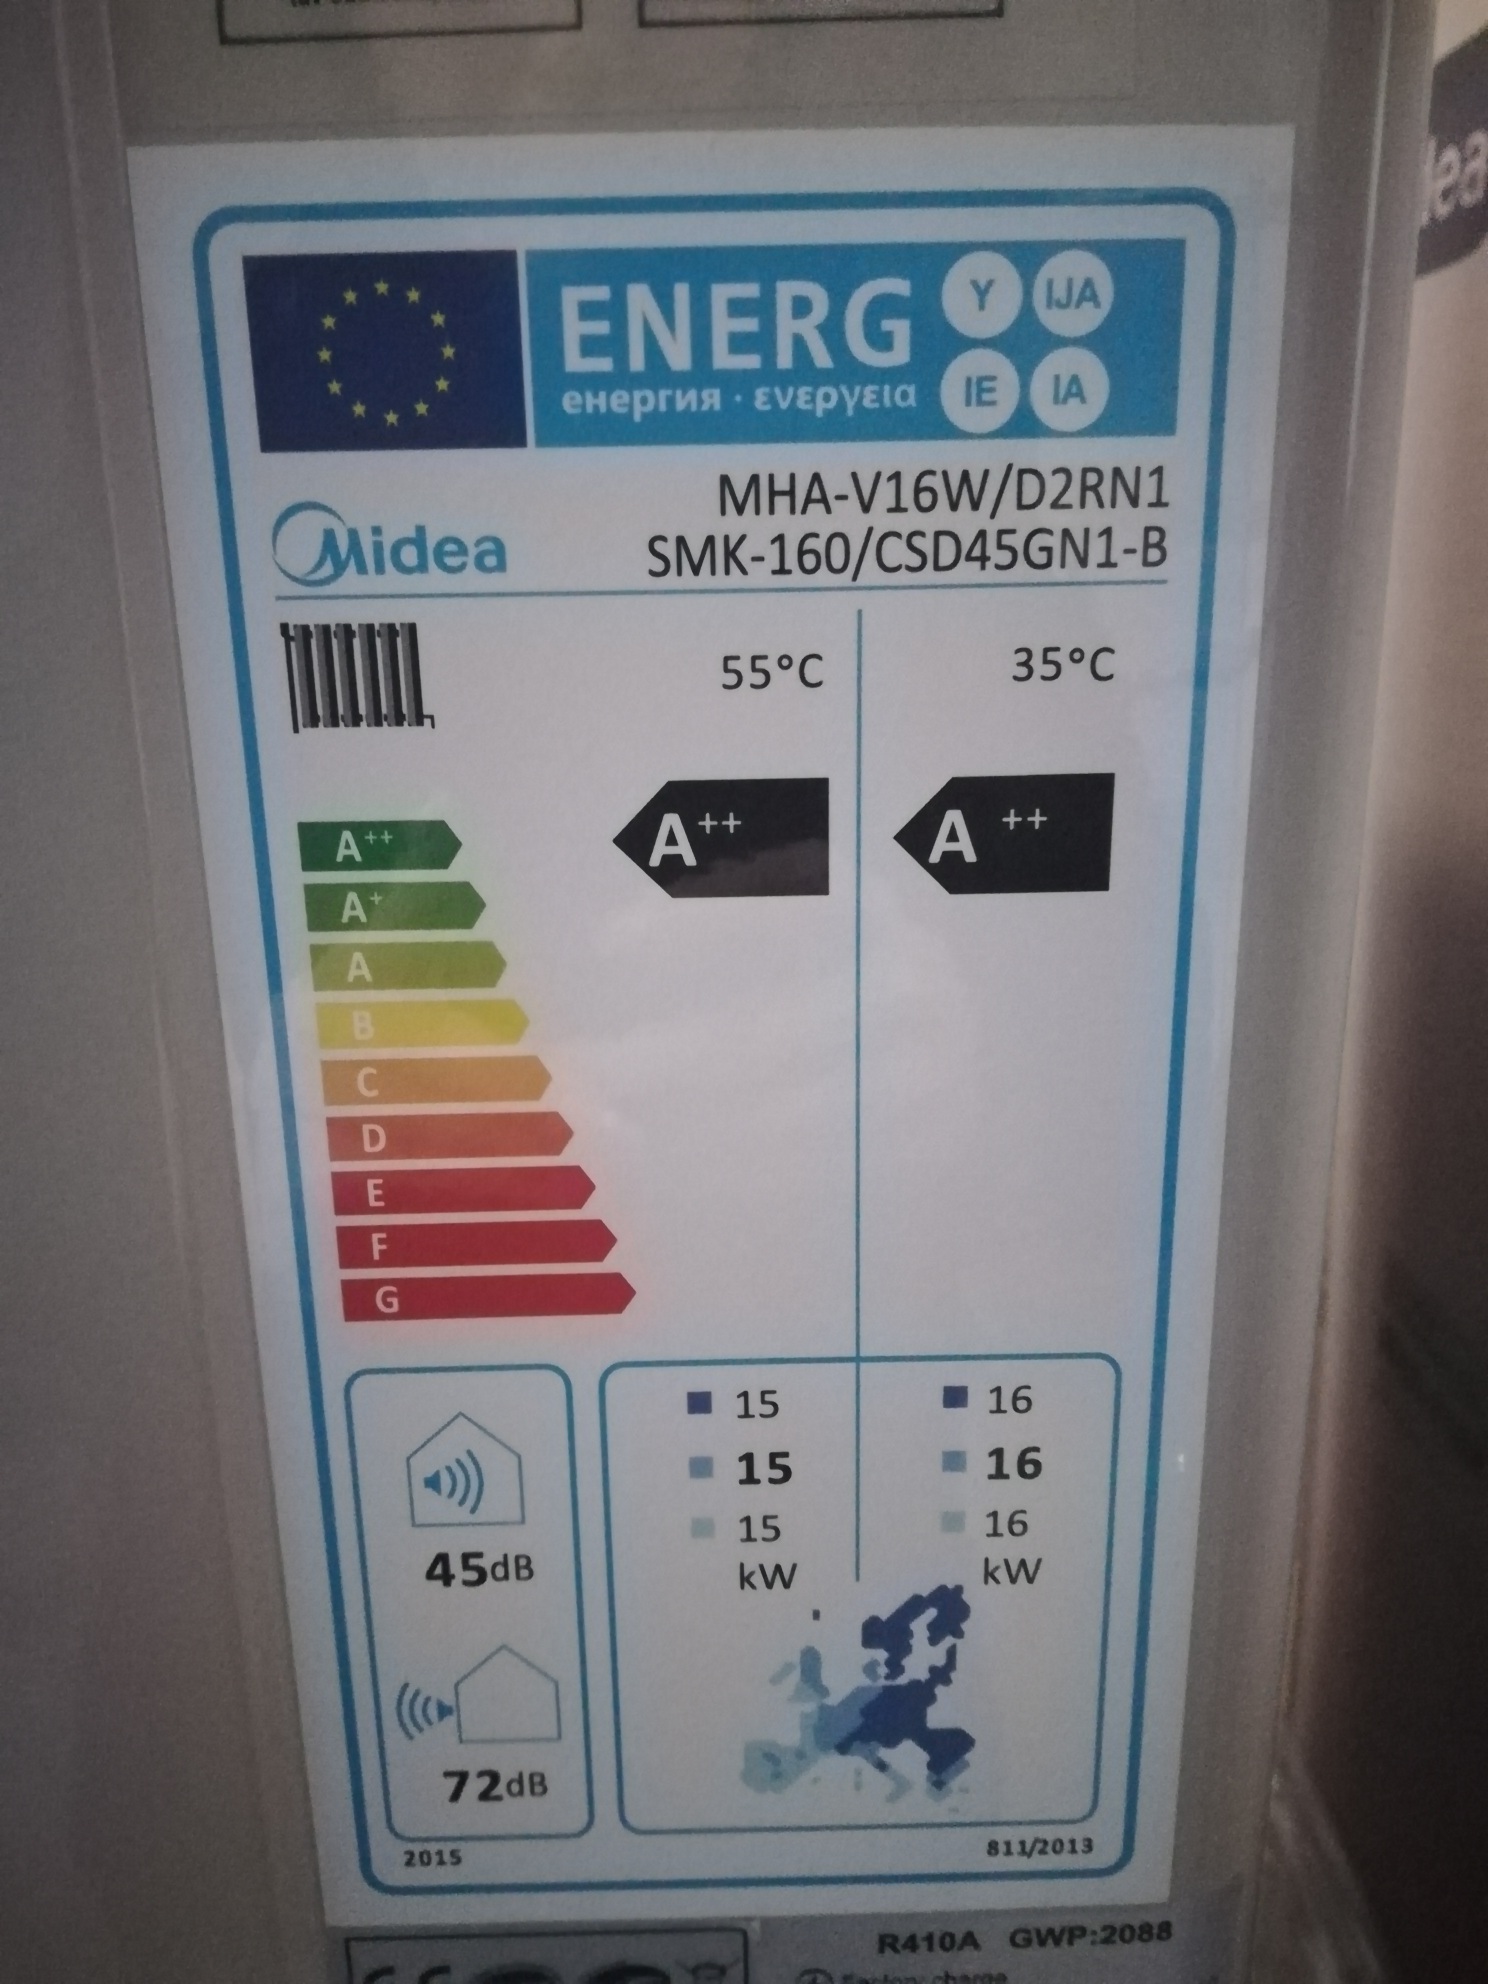 ENERG
Y IJA
IE IA
енергия · ενεργεια
Midea
MHA-V16W/D2RN1
SMK-160/CSD45GN1-B
55°C
35°C
A++
A ++
A++
A+
A
B
C
D
E
F
G
15
16
15
16
15
16
kW
kW
45dB
72dB
2015
811/2013
R410A GWP:2088